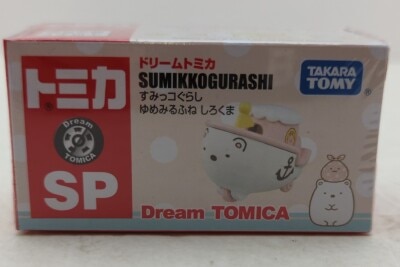 トミカ
Dream
TOMICA
SP
ドリームトミカ
SUMIKKOGURASHI
すみっコぐらし
ゆめみるふね しろくま
TAKARA
TOMY
Dream TOMICA